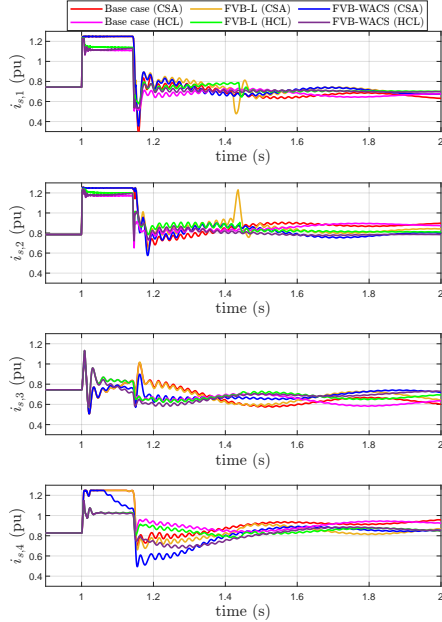 Base case (CSA) FVB-L (CSA) FVB-WACS (CSA)
Base case (HCL) FVB-L (HCL) FVB-WACS (HCL)
1.2
1
0.8
0.6
0.4
i_{s,1} (pu)
1 1.2 1.4 1.6 1.8 2
time (s)
1.2
1
0.8
0.6
0.4
i_{s,2} (pu)
1 1.2 1.4 1.6 1.8 2
time (s)
1.2
1
0.8
0.6
0.4
i_{s,3} (pu)
1 1.2 1.4 1.6 1.8 2
time (s)
1.2
1
0.8
0.6
0.4
i_{s,4} (pu)
1 1.2 1.4 1.6 1.8 2
time (s)